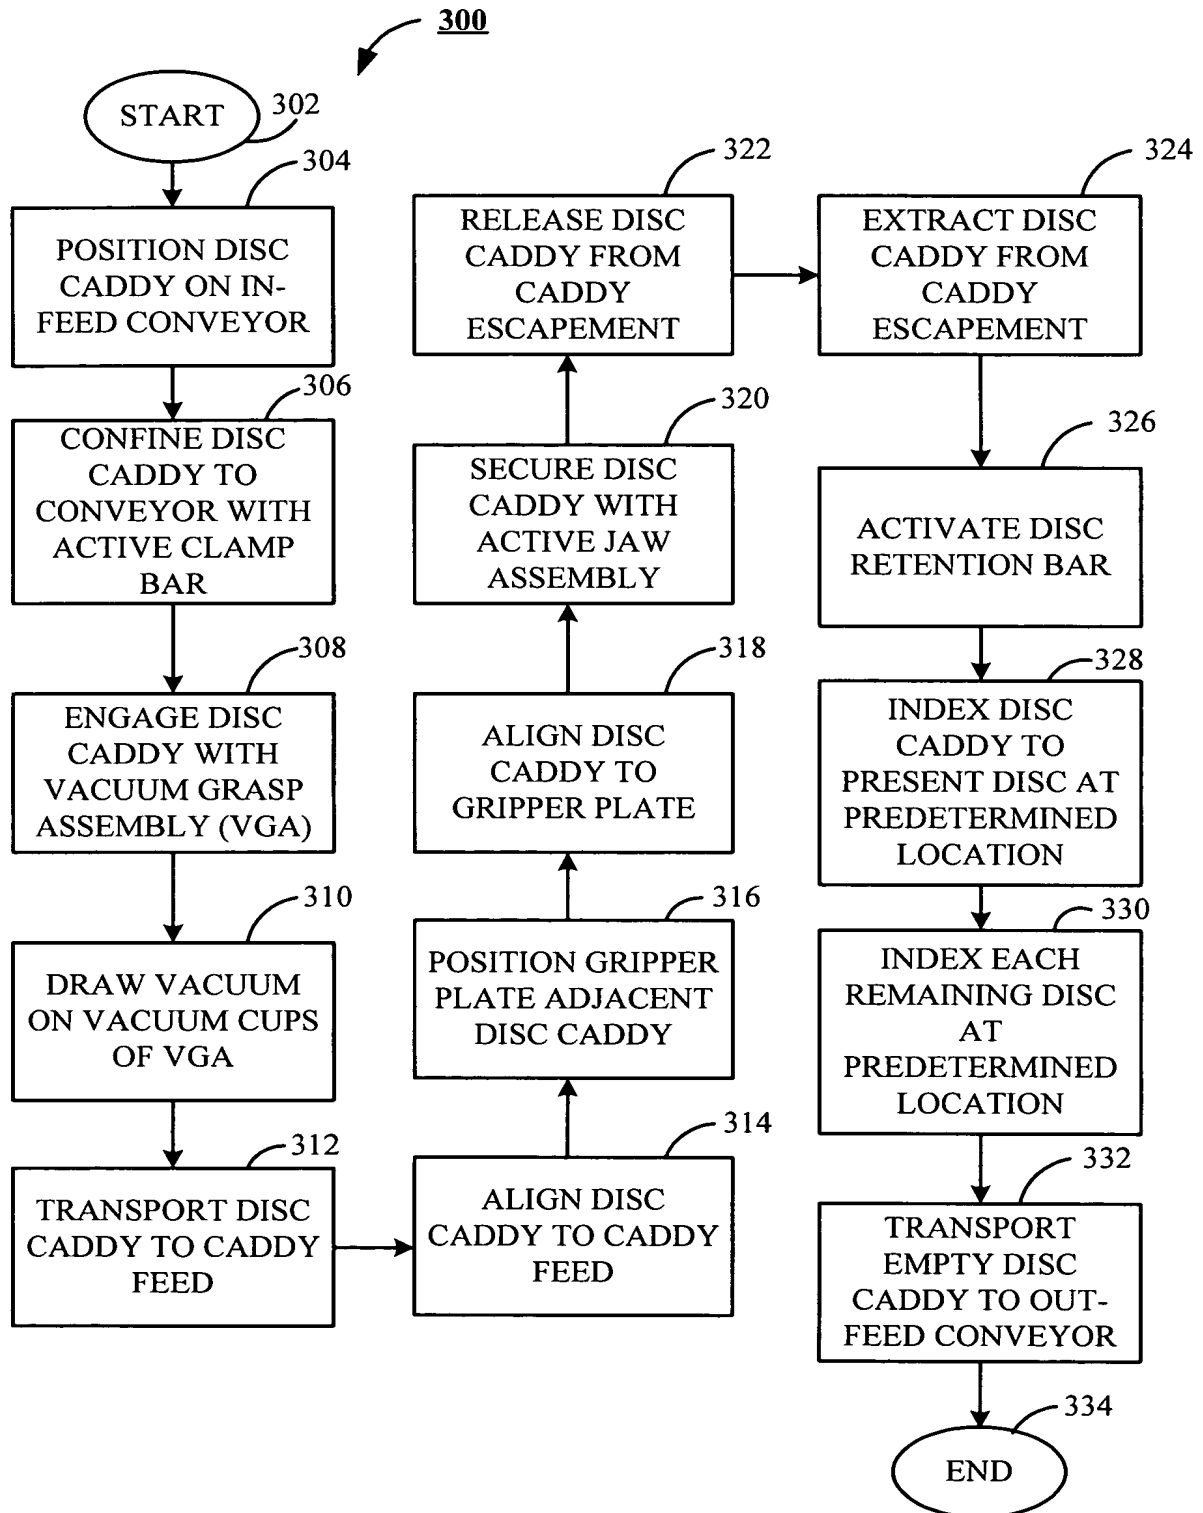 300
START
302
304
POSITION DISC
CADDY ON IN-
FEED CONVEYOR
306
CONFINE DISC
CADDY TO
CONVEYOR WITH
ACTIVE CLAMP
BAR
308
ENGAGE DISC
CADDY WITH
VACUUM GRASP
ASSEMBLY (VGA)
310
DRAW VACUUM
ON VACUUM CUPS
OF VGA
312
TRANSPORT DISC
CADDY TO CADDY
FEED
314
ALIGN DISC
CADDY TO CADDY
FEED
316
POSITION GRIPPER
PLATE ADJACENT
DISC CADDY
318
ALIGN DISC
CADDY TO
GRIPPER PLATE
320
SECURE DISC
CADDY WITH
ACTIVE JAW
ASSEMBLY
322
RELEASE DISC
CADDY FROM
CADDY
ESCAPEMENT
324
EXTRACT DISC
CADDY FROM
CADDY
ESCAPEMENT
326
ACTIVATE DISC
RETENTION BAR
328
INDEX DISC
CADDY TO
PRESENT DISC AT
PREDETERMINED
LOCATION
330
INDEX EACH
REMAINING DISC
AT
PREDETERMINED
LOCATION
332
TRANSPORT
EMPTY DISC
CADDY TO OUT-
FEED CONVEYOR
334
END